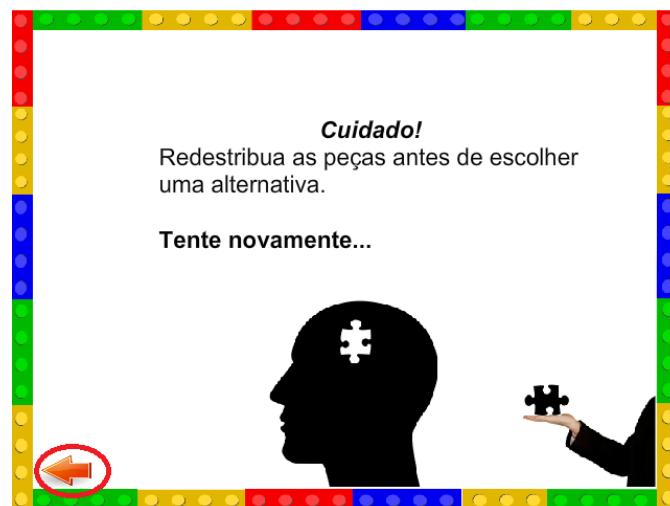 Cuidado!
Redestribua as peças antes de escolher
uma alternativa.
Tente novamente...